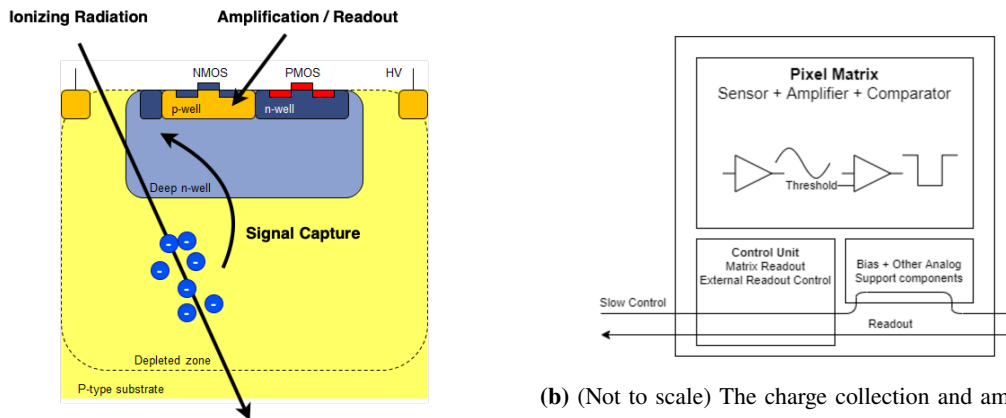 Ionizing Radiation
Amplification / Readout
NMOS
PMOS
HV
p-well
n-well
Deep n-well
Signal Capture
-
-
-
-
-
-
-
Depleted zone
P-type substrate
Pixel Matrix
Sensor + Amplifier + Comparator
Threshold
Control Unit
Matrix Readout
External Readout Control
Bias + Other Analog
Support components
Slow Control
Readout
(b) (Not to scale) The charge collection and am